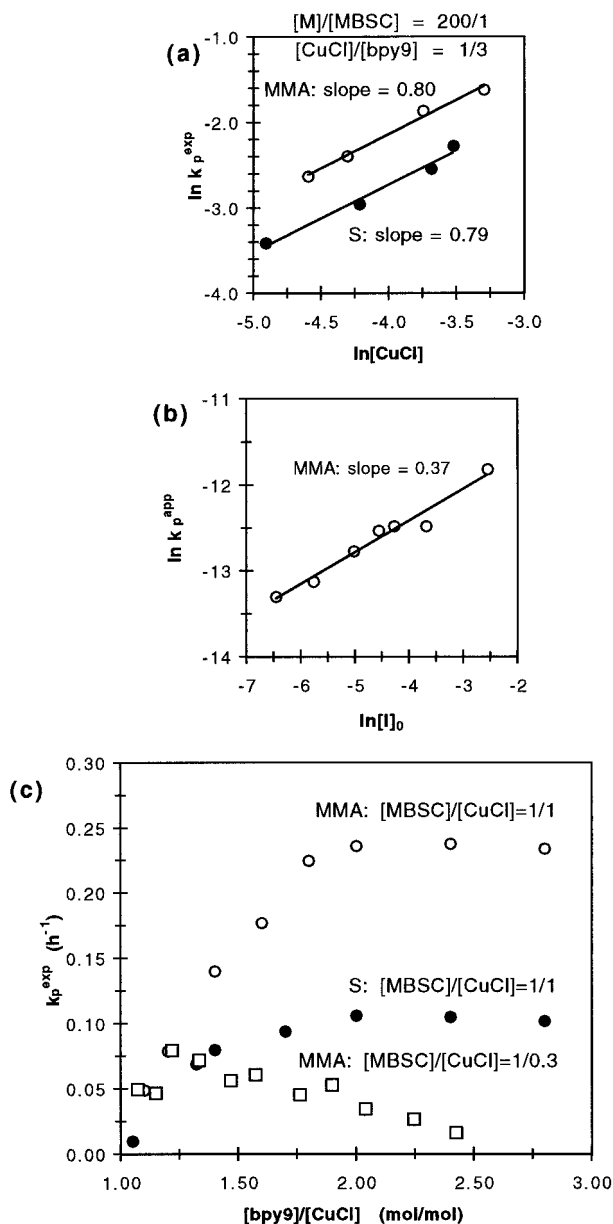 [M]/[MBSC] = 200/1
(a)
[CuCl]/[bpy9] = 1/3
MMA: slope = 0.80
S: slope = 0.79
ln kp^exp
-1.0
-2.0
-3.0
-4.0
-5.0 -4.5 -4.0 -3.5 -3.0
ln[CuCl]
(b)
MMA: slope = 0.37
ln kp^app
-11
-12
-13
-14
-7 -6 -5 -4 -3 -2
ln[I]0
(c)
MMA: [MBSC]/[CuCl]=1/1
S: [MBSC]/[CuCl]=1/1
MMA: [MBSC]/[CuCl]=1/0.3
kp^exp (h^-1)
0.30
0.25
0.20
0.15
0.10
0.05
0.00
1.00 1.50 2.00 2.50 3.00
[bpy9]/[CuCl] (mol/mol)